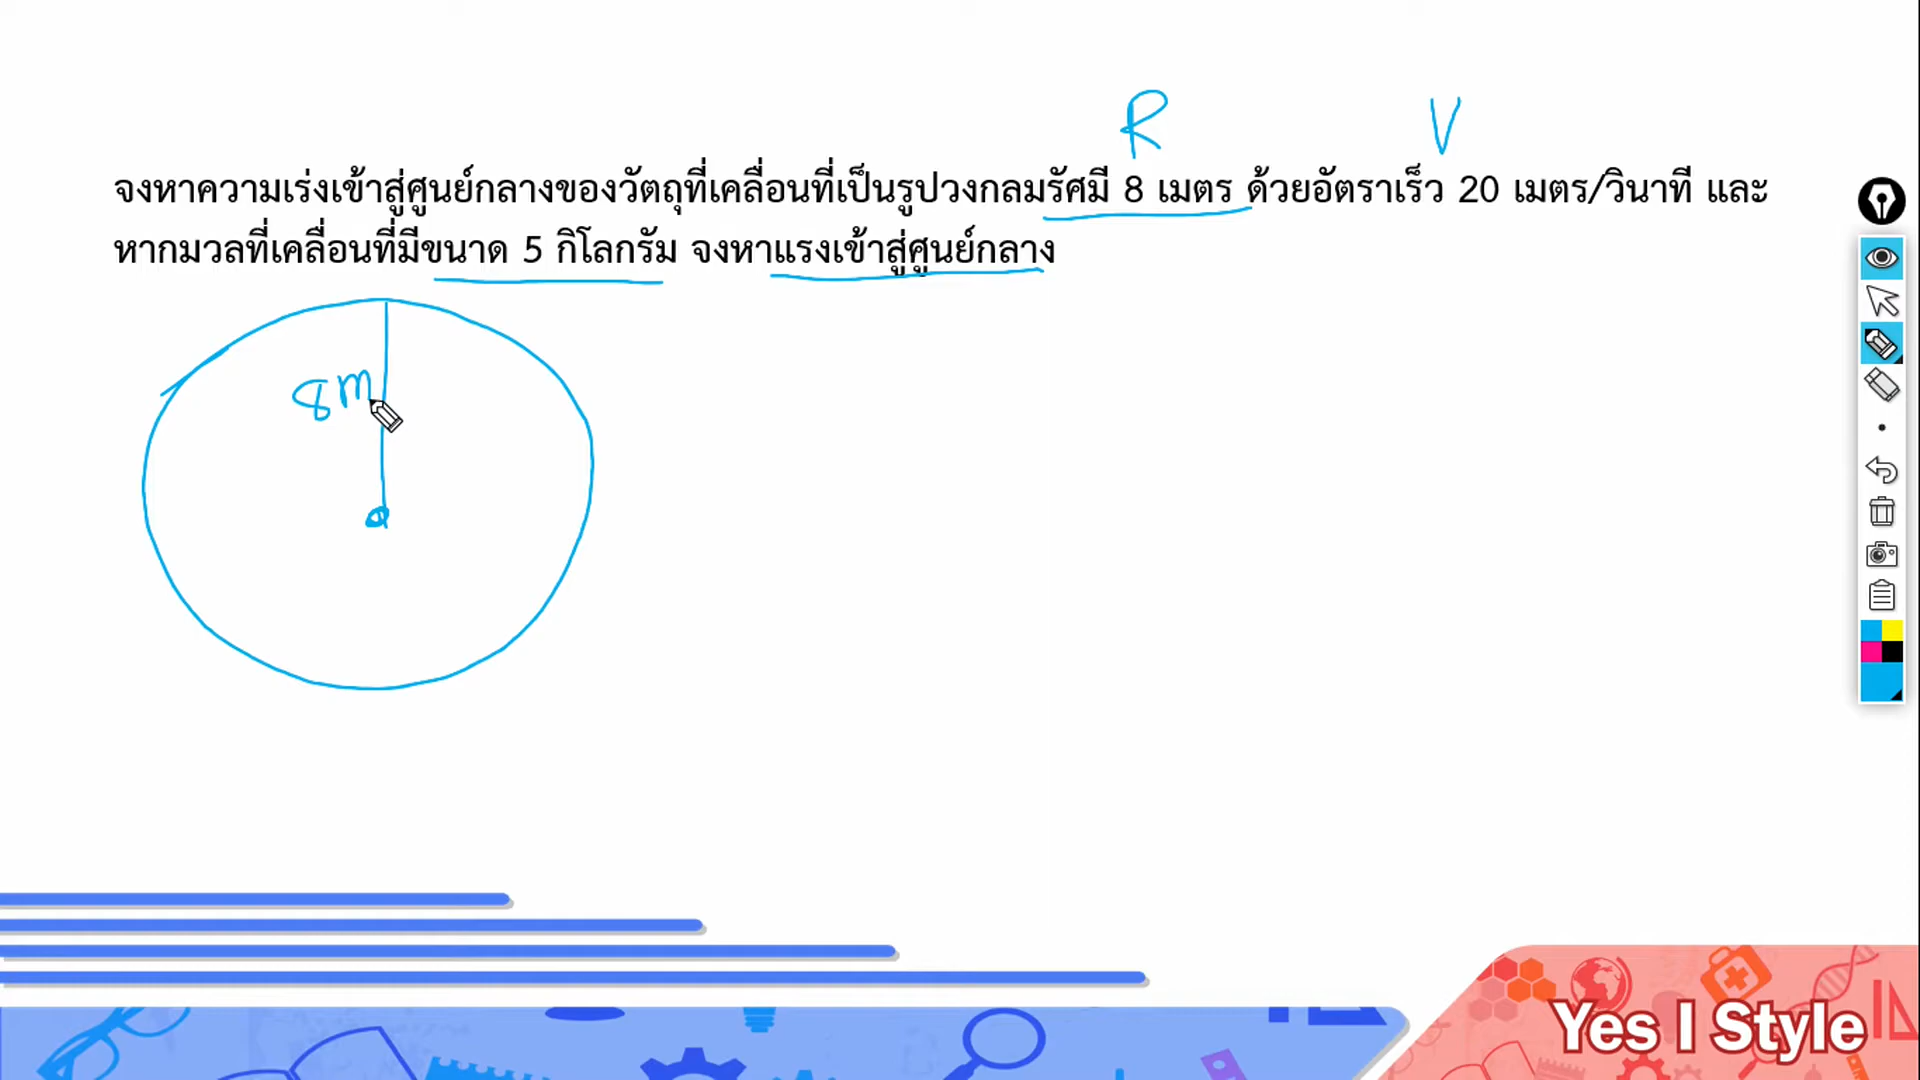 R V
จงหาความเร่งเข้าสู่ศูนย์กลางของวัตถุที่เคลื่อนที่เป็นรูปวงกลมรัศมี 8 เมตร ด้วยอัตราเร็ว 20 เมตร/วินาที และ
หากมวลที่เคลื่อนที่มีขนาด 5 กิโลกรัม จงหาแรงเข้าสู่ศูนย์กลาง
8 m
Yes I Style